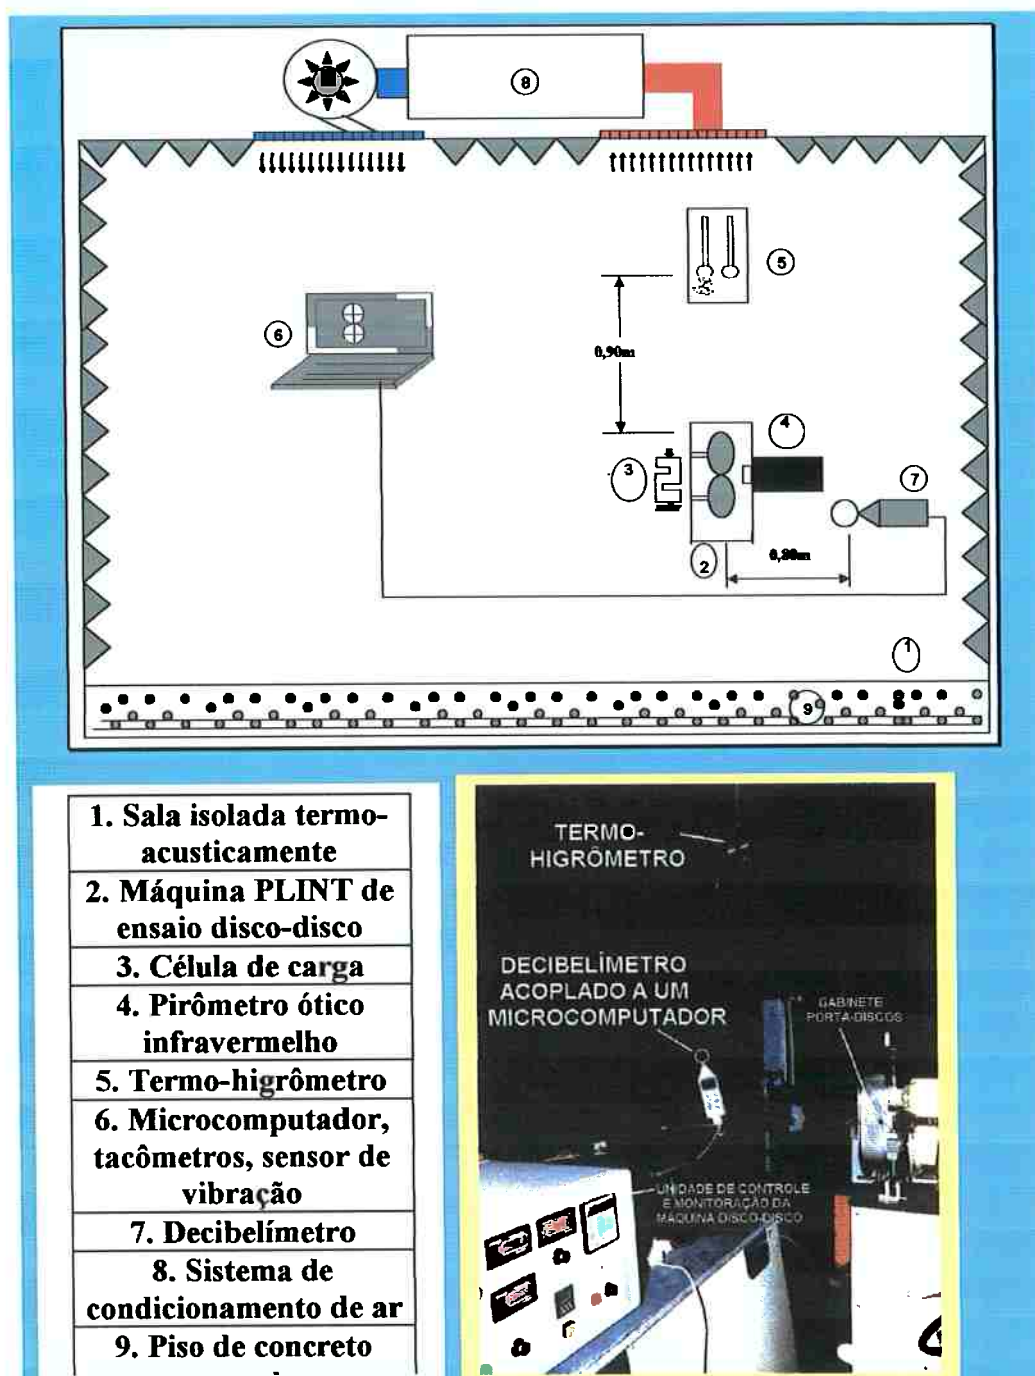 8
5
6
0,90m
4
3
7
2
0,80m
1
9
1. Sala isolada termo-
acusticamente
2. Máquina PLINT de
ensaio disco-disco
3. Célula de carga
4. Pirômetro ótico
infravermelho
5. Termo-higrômetro
6. Microcomputador,
tacômetros, sensor de
vibração
7. Decibelímetro
8. Sistema de
condicionamento de ar
9. Piso de concreto
TERMO-
HIGRÔMETRO
DECIBELÍMETRO
ACOPLADO A UM
MICROCOMPUTADOR
GABINETE
PORTA-DISCOS
UNIDADE DE CONTROLE
E MONITORAÇÃO DA
MÁQUINA DISCO-DISCO